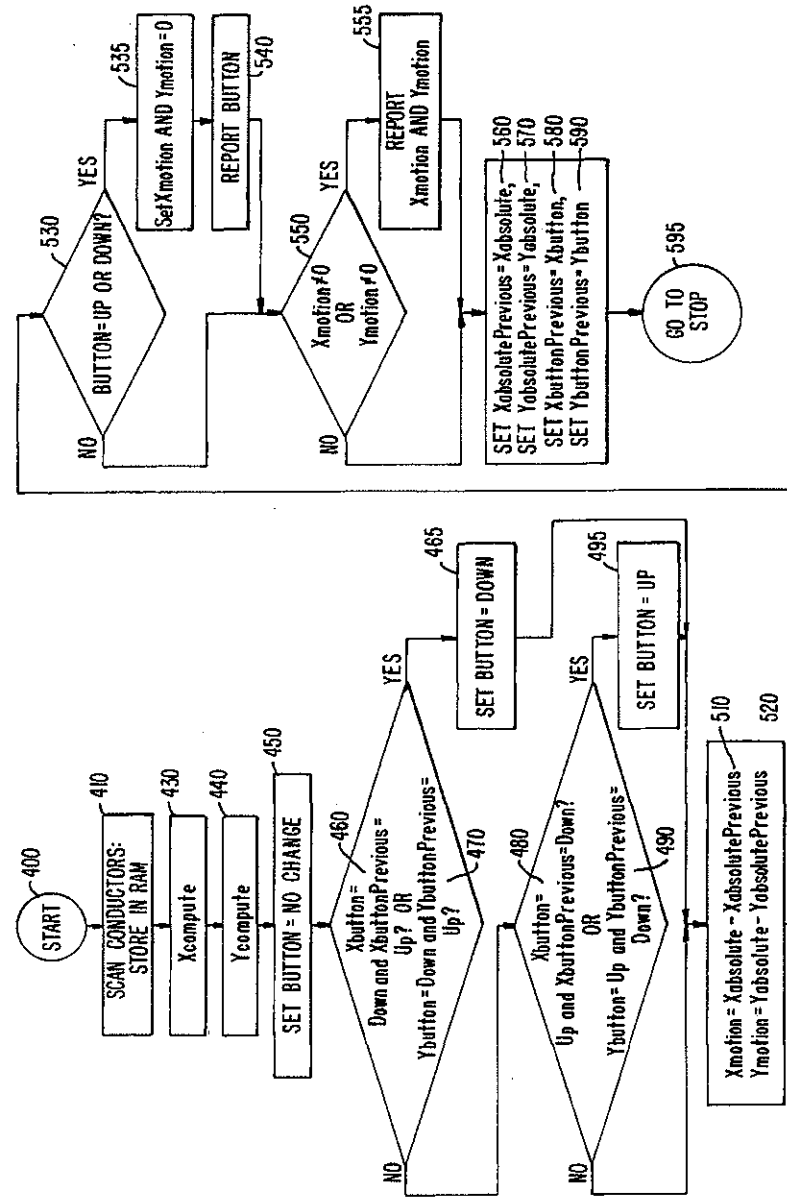 400
START
410
SCAN CONDUCTORS:
STORE IN RAM
430
Xcompute
440
Ycompute
450
SET BUTTON = NO CHANGE
460
Xbutton=
Down and XbuttonPrevious=
Up? OR
Ybutton=Down and YbuttonPrevious=
Up?
470
NO
YES
465
SET BUTTON = DOWN
480
Xbutton=
Up and XbuttonPrevious=Down?
OR
Ybutton=Up and YbuttonPrevious=
Down?
490
NO
YES
495
SET BUTTON = UP
Xmotion=Xabsolute-XabsolutePrevious 510
Ymotion=Yabsolute-YabsolutePrevious 520
530
BUTTON=UP OR DOWN?
NO
YES
535
SetXmotion AND Ymotion=0
540
REPORT BUTTON
550
Xmotion≠0
OR
Ymotion≠0
NO
YES
555
REPORT
Xmotion AND Ymotion
SET XabsolutePrevious=Xabsolute, 560
SET YabsolutePrevious=Yabsolute, 570
SET XbuttonPrevious=Xbutton, 580
SET YbuttonPrevious=Ybutton 590
595
GO TO
STOP